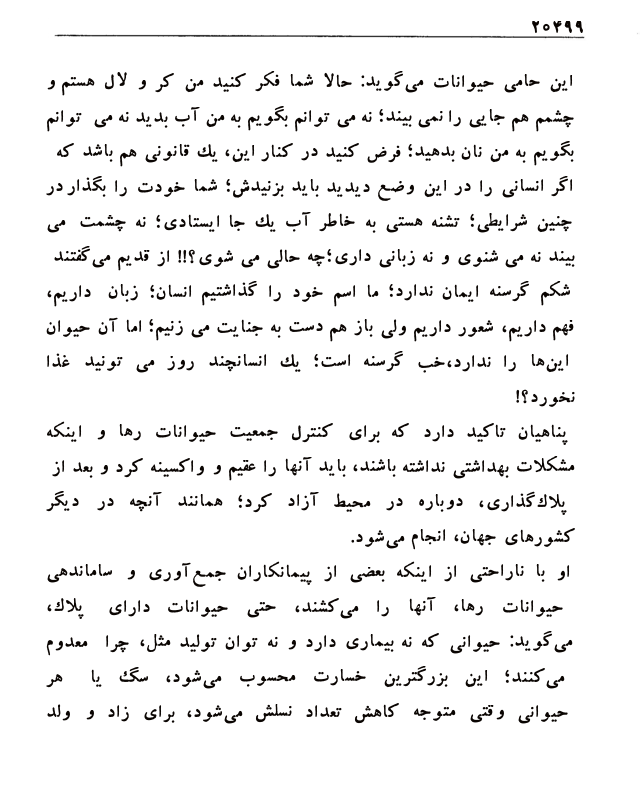 ۲۰۴۹۹
این حامی حیوانات می‌گوید: حالا شما فکر کنید من کر و لال هستم و
چشمم هم جایی را نمی بیند؛ نه می توانم بگویم به من آب بدید نه می توانم
بگویم به من نان بدهید؛ فرض کنید در کنار این، یك قانونی هم باشد که
اگر انسانی را در این وضع دیدید باید بزنیدش؛ شما خودت را بگذار در
چنین شرایطی؛ تشنه هستی به خاطر آب یك جا ایستادی؛ نه چشمت می
بیند نه می شنوی و نه زبانی داری؛چه حالی می شوی؟!! از قدیم می‌گفتند
شکم گرسنه ایمان ندارد؛ ما اسم خود را گذاشتیم انسان؛ زبان داریم،
فهم داریم، شعور داریم ولی باز هم دست به جنایت می زنیم؛ اما آن حیوان
این‌ها را ندارد،خب گرسنه است؛ یك انسانچند روز می تونید غذا
نخورد؟!
پناهیان تاکید دارد که برای کنترل جمعیت حیوانات رها و اینکه
مشکلات بهداشتی نداشته باشند، باید آنها را عقیم و واکسینه کرد و بعد از
پلاك‌گذاری، دوباره در محیط آزاد کرد؛ همانند آنچه در دیگر
کشورهای جهان، انجام می‌شود.
او با ناراحتی از اینکه بعضی از پیمانکاران جمع‌آوری و ساماندهی
حیوانات رها، آنها را می‌کشند، حتی حیوانات دارای پلاك،
می‌گوید: حیوانی که نه بیماری دارد و نه توان تولید مثل، چرا معدوم
می‌کنند؛ این بزرگترین خسارت محسوب می‌شود، سگ یا هر
حیوانی وقتی متوجه کاهش تعداد نسلش می‌شود، برای زاد و ولد